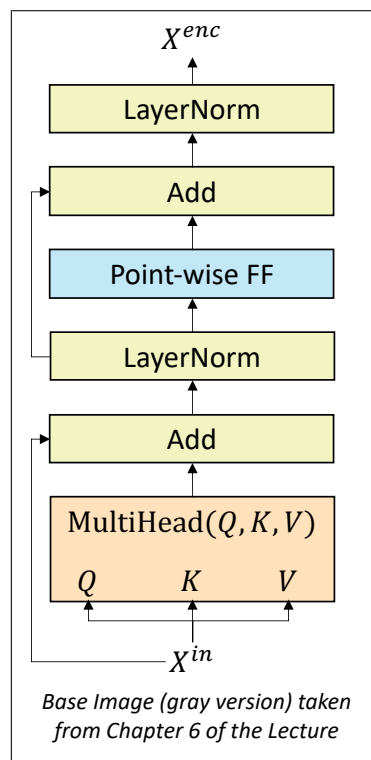 X^{enc}
LayerNorm
Add
Point-wise FF
LayerNorm
Add
MultiHead(Q, K, V)
Q K V
X^{in}
Base Image (gray version) taken
from Chapter 6 of the Lecture